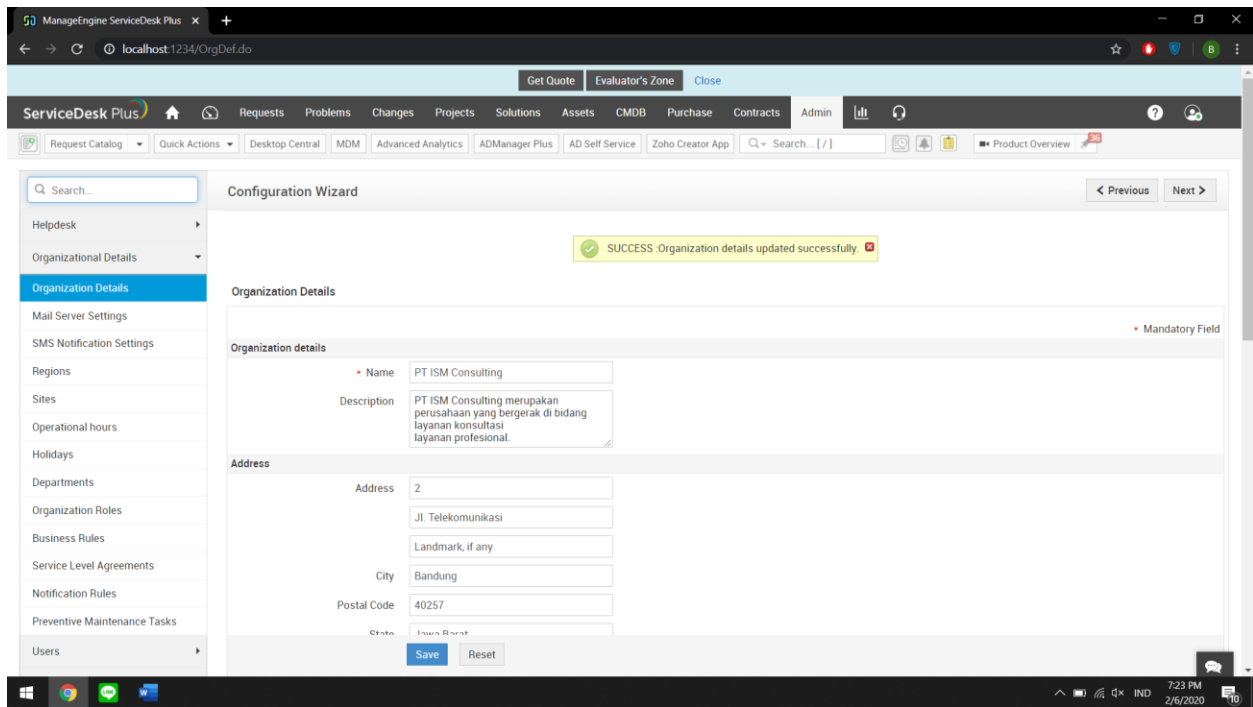 ManageEngine ServiceDesk Plus
localhost:1234/OrgDef.do
B
Get Quote Evaluator's Zone Close
ServiceDesk Plus Requests Problems Changes Projects Solutions Assets CMDB Purchase Contracts Admin
Request Catalog Quick Actions Desktop Central MDM Advanced Analytics ADManager Plus AD Self Service Zoho Creator App Search... [ / ] Product Overview 36
Search...
Configuration Wizard
Previous Next
Helpdesk
Organizational Details
Organization Details
Mail Server Settings
SMS Notification Settings
Regions
Sites
Operational hours
Holidays
Departments
Organization Roles
Business Rules
Service Level Agreements
Notification Rules
Preventive Maintenance Tasks
Users
SUCCESS :Organization details updated successfully.
Organization Details
* Mandatory Field
Organization details
* Name PT ISM Consulting
Description PT ISM Consulting merupakan
perusahaan yang bergerak di bidang
layanan konsultasi
layanan profesional.
Address
Address 2
Jl. Telekomunikasi
Landmark, if any
City Bandung
Postal Code 40257
State Jawa Barat
Save Reset
LINE W IND 7:23 PM
2/6/2020
10